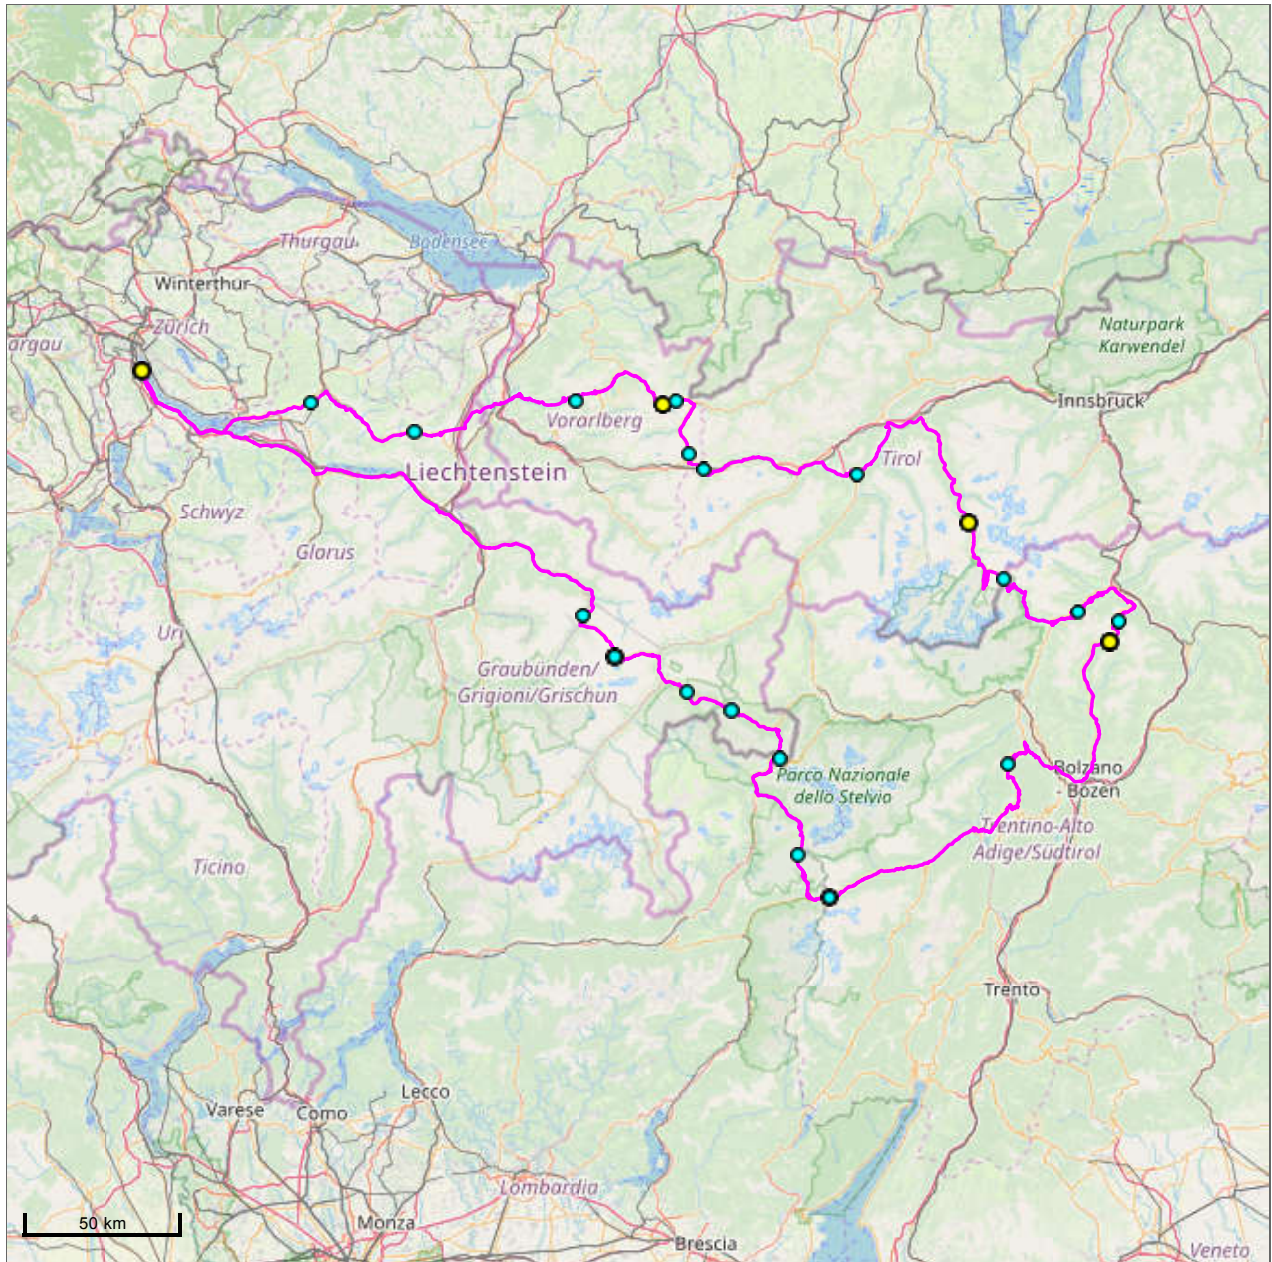 Thurgau
Bodensee
Winterthur
Zürich
argau
Naturpark
Karwendel
Innsbruck
Vorarlberg
Tirol
Liechtenstein
Schwyz
Glarus
Uri
Graubünden/
Grigioni/Grischun
Parco Nazionale
dello Stelvio
Bolzano
- Bozen
Trentino-Alto
Adige/Südtirol
Ticino
Trento
Lecco
Varese
Como
Lombardia
50 km
Monza
Brescia
Veneto